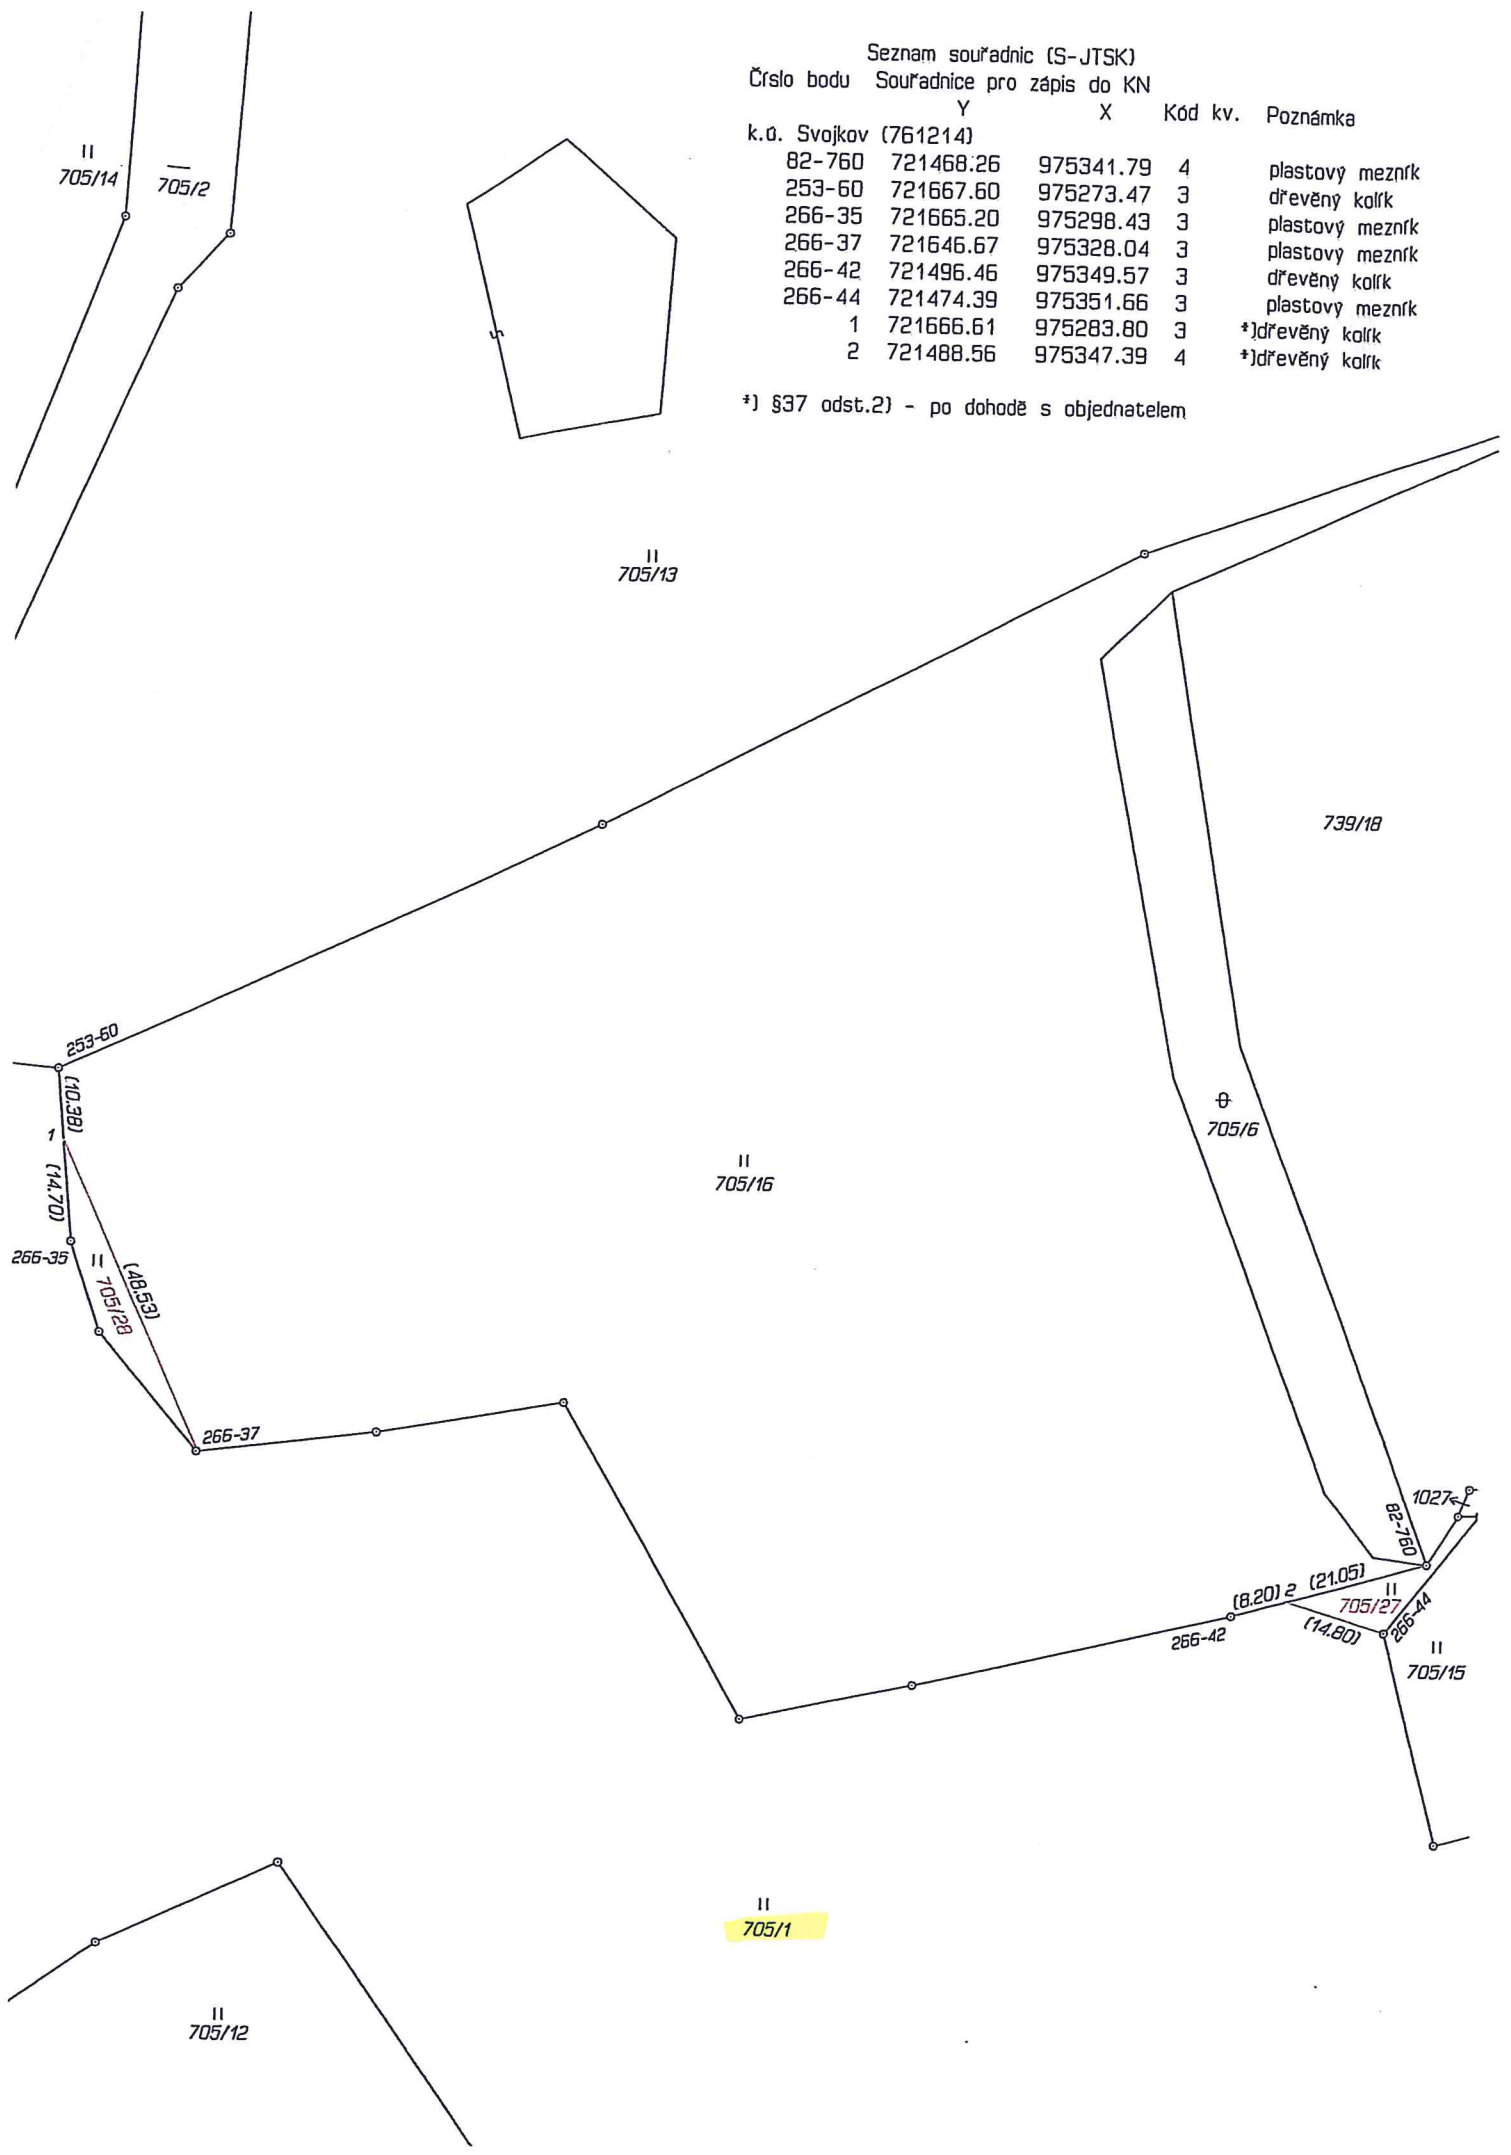 Seznam souřadnic (S-JTSK)
Číslo bodu Souřadnice pro zápis do KN
Y X Kód kv. Poznámka
k.ú. Svojkov (761214)
82-760 721468.26 975341.79 4 plastový mezník
253-60 721667.60 975273.47 3 dřevěný kolík
266-35 721665.20 975298.43 3 plastový mezník
266-37 721646.67 975328.04 3 plastový mezník
266-42 721496.46 975349.57 3 dřevěný kolík
266-44 721474.39 975351.66 3 plastový mezník
1 721666.61 975283.80 3 *)dřevěný kolík
2 721488.56 975347.39 4 *)dřevěný kolík
*) §37 odst.2) - po dohodě s objednatelem
705/14
705/2
705/13
739/18
253-60
(10.38)
1
(14.70)
266-35
705/28
(48.53)
266-37
705/16
705/6
1027
82-760
(8.20) 2 (21.05)
705/27
266-44
(14.80)
266-42
705/15
705/1
705/12